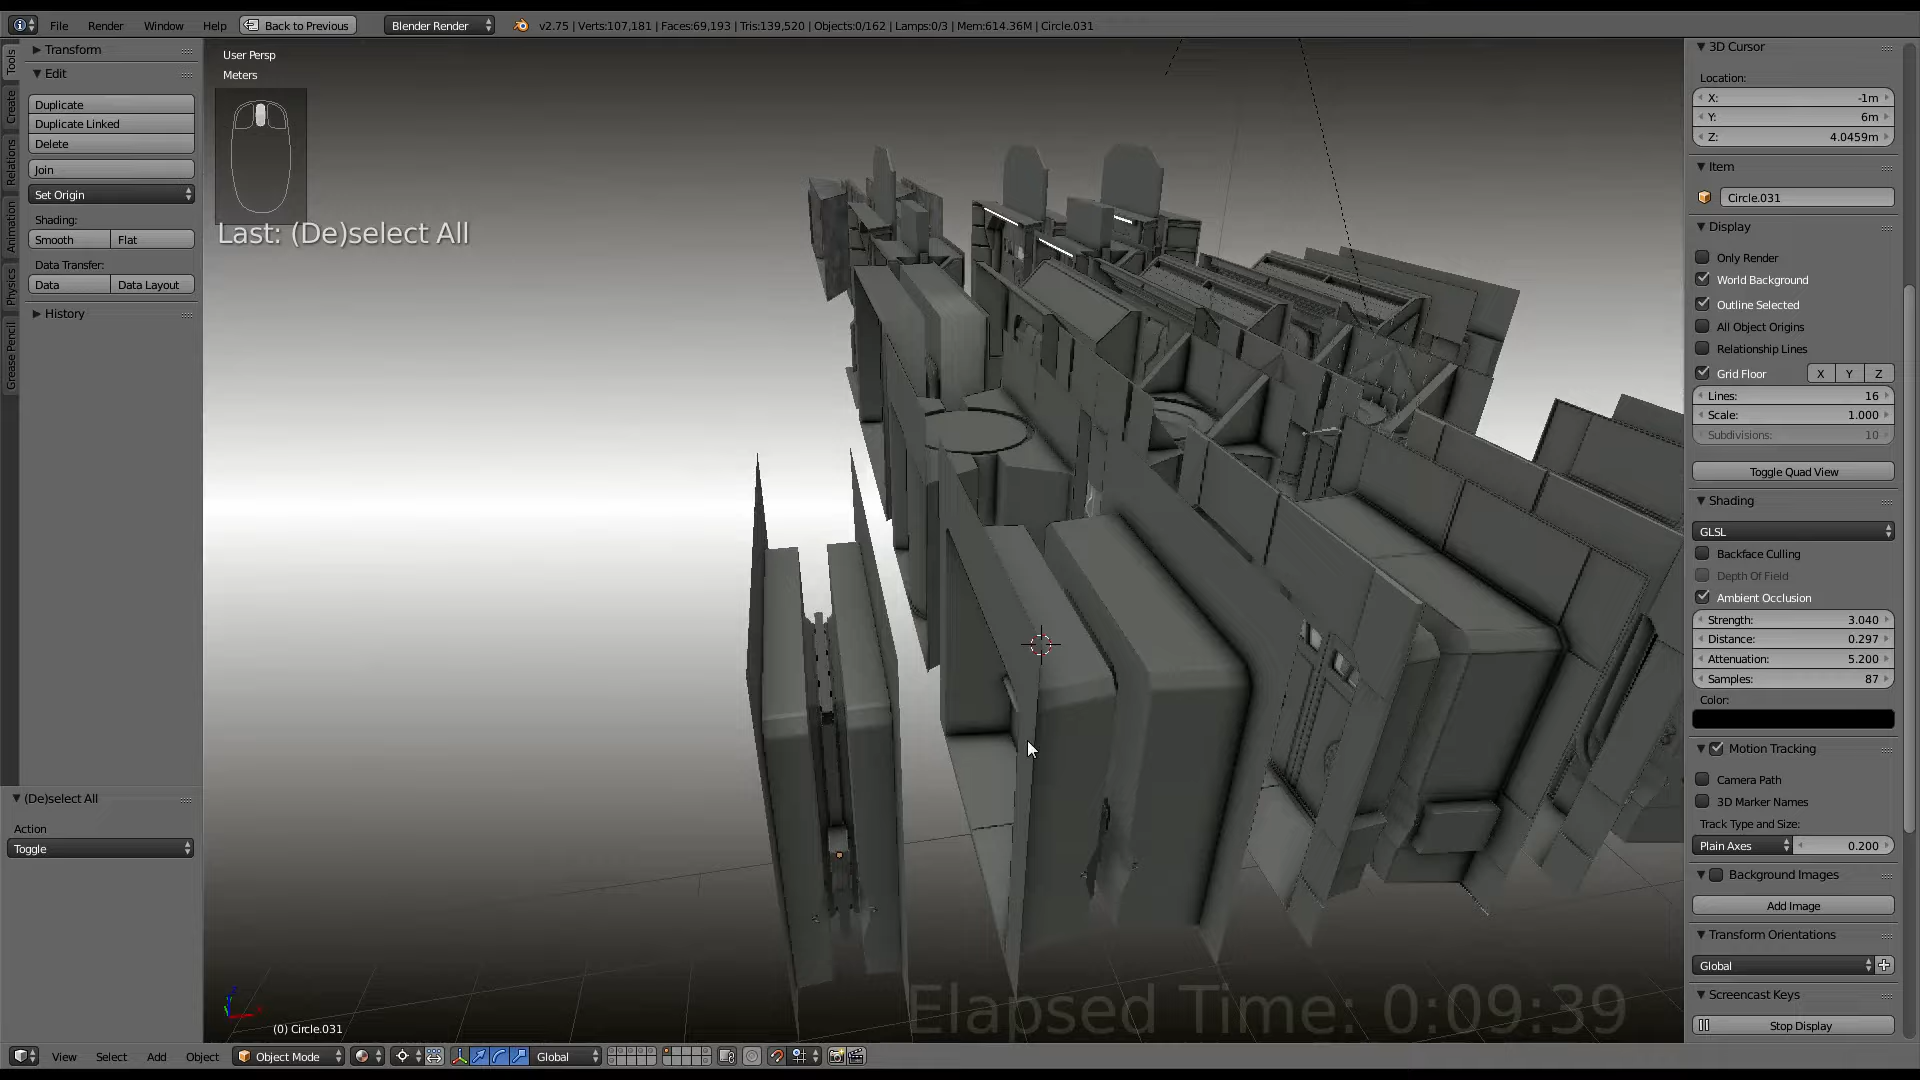 File Render Window Help Back to Previous Blender Render v2.75 | Verts:107,181 | Faces:69,193 | Tris:139,520 | Objects:0/162 | Lamps:0/3 | Mem:614.36M | Circle.031
Tools
Create
Relations
Animation
Physics
Grease Pencil
Transform
Edit
Duplicate
Duplicate Linked
Delete
Join
Set Origin
Shading:
Smooth Flat
Data Transfer:
Data Data Layout
History
(De)select All
Action
Toggle
User Persp
Meters
Last: (De)select All
Elapsed Time: 0:09:39
(0) Circle.031
3D Cursor
Location:
X: -1m
Y: 6m
Z: 4.0459m
Item
Circle.031
Display
Only Render
World Background
Outline Selected
All Object Origins
Relationship Lines
Grid Floor X Y Z
Lines: 16
Scale: 1.000
Subdivisions: 10
Toggle Quad View
Shading
GLSL
Backface Culling
Depth Of Field
Ambient Occlusion
Strength: 3.040
Distance: 0.297
Attenuation: 5.200
Samples: 87
Color:
Motion Tracking
Camera Path
3D Marker Names
Track Type and Size:
Plain Axes 0.200
Background Images
Add Image
Transform Orientations
Global
Screencast Keys
Stop Display
View Select Add Object Object Mode Global